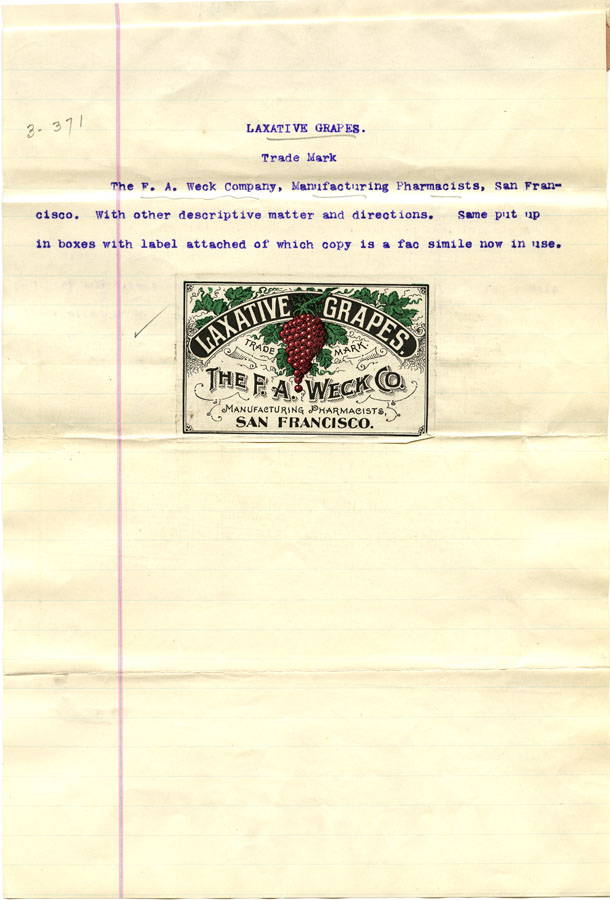 3-371
LAXATIVE GRAPES.
Trade Mark
The F. A. Weck Company, Manufacturing Pharmacists, San Fran-
cisco. With other descriptive matter and directions. Same put up
in boxes with label attached of which copy is a fac simile now in use.
LAXATIVE GRAPES.
TRADE MARK
THE F. A. WECK CO.
MANUFACTURING PHARMACISTS,
SAN FRANCISCO.